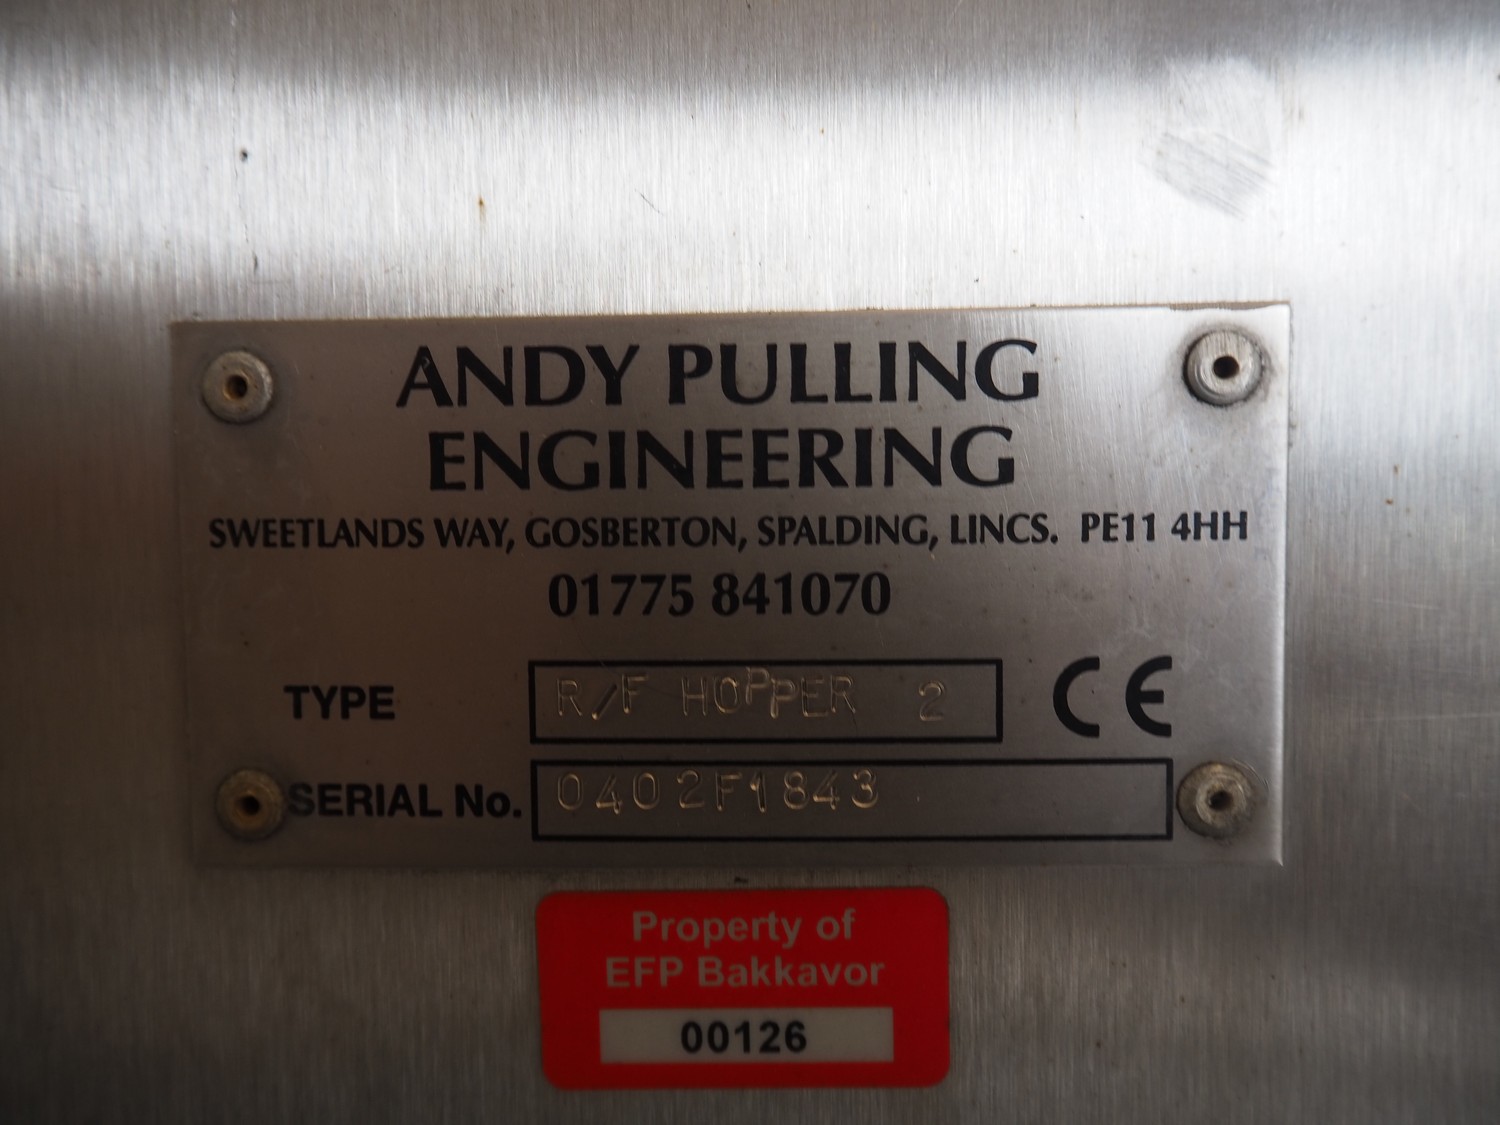 ANDY PULLING
ENGINEERING
SWEETLANDS WAY, GOSBERTON, SPALDING, LINCS. PE11 4HH
01775 841070
TYPE R/F HOPPER 2 CE
SERIAL No. 0402F1843
Property of
EFP Bakkavor
00126